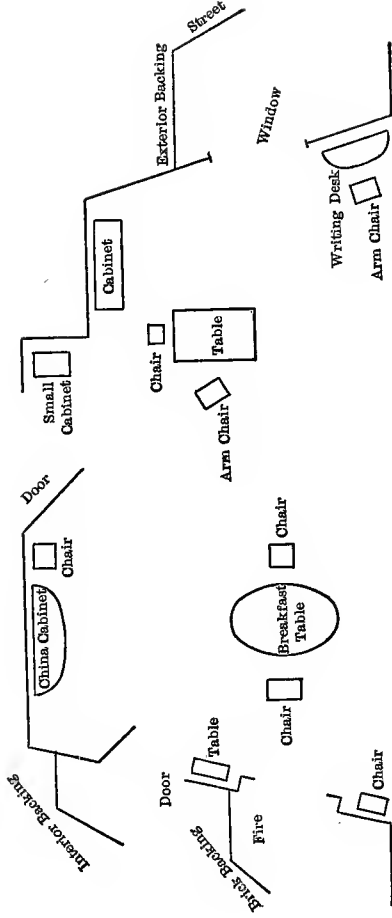 Interior Backing
China Cabinet
Chair
Door
Small
Cabinet
Cabinet
Exterior Backing
Street
Door
Table
Chair
Table
Arm Chair
Window
Brick Backing
Fire
Chair
Breakfast
Table
Chair
Writing Desk
Arm Chair
Chair